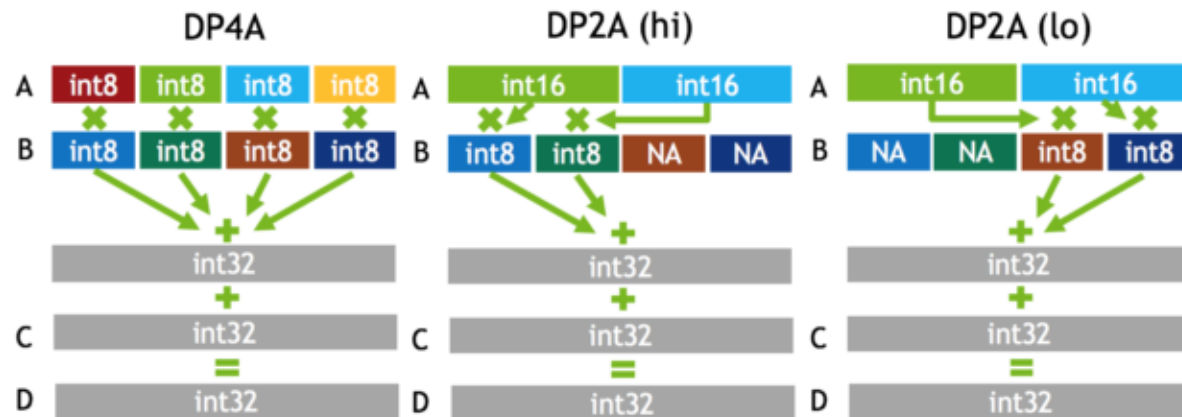 DP4A DP2A (hi) DP2A (lo)
A int8 int8 int8 int8 A int16 int16 A int16 int16
B int8 int8 int8 int8 B int8 int8 NA NA B NA NA int8 int8
int32 int32 int32
C int32 C int32 C int32
D int32 D int32 D int32